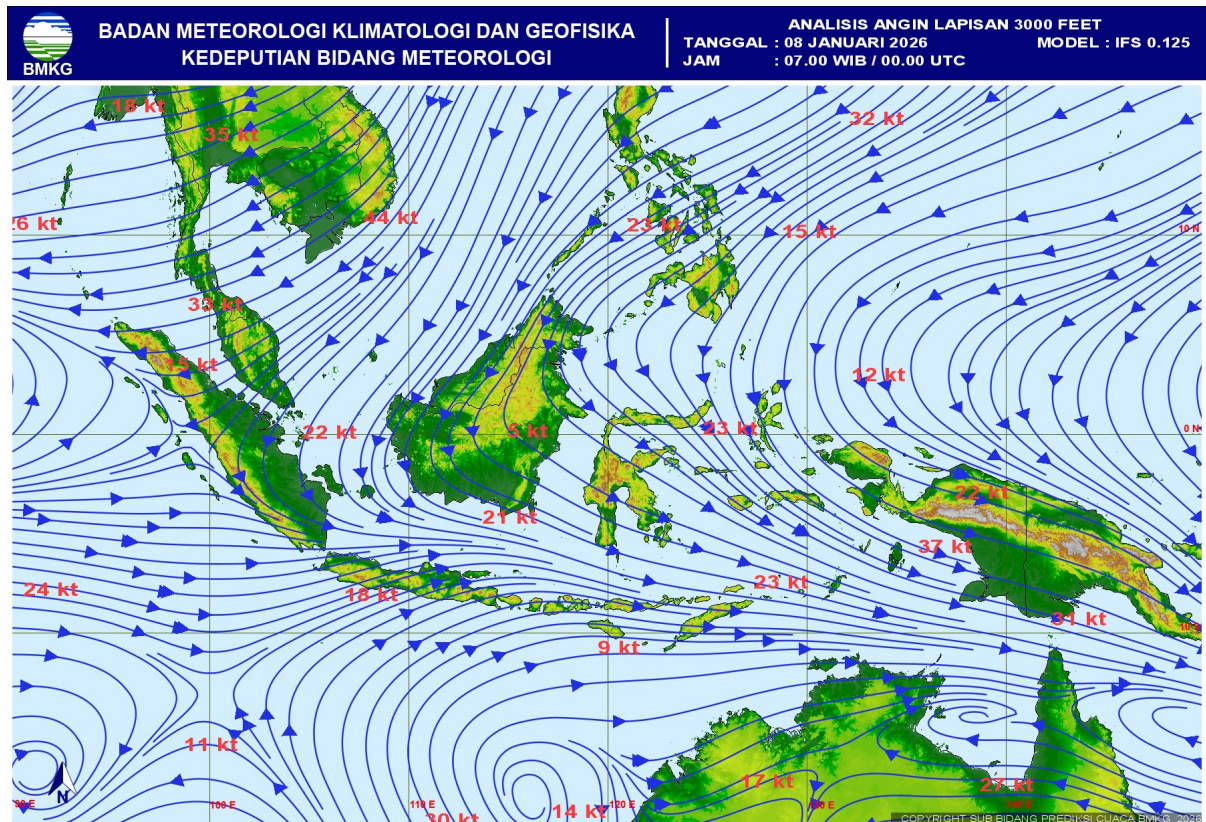 BMKG
BADAN METEOROLOGI KLIMATOLOGI DAN GEOFISIKA
KEDEPUTIAN BIDANG METEOROLOGI
ANALISIS ANGIN LAPISAN 3000 FEET
TANGGAL : 08 JANUARI 2026 MODEL : IFS 0.125
JAM : 07.00 WIB / 00.00 UTC
18 kt
32 kt
35 kt
44 kt
26 kt
23 kt
15 kt
10 N
33 kt
15 kt
12 kt
22 kt
23 kt
0 N
22 kt
21 kt
37 kt
24 kt
18 kt
23 kt
31 kt
10 S
9 kt
11 kt
17 kt
27 kt
N
100 E
110 E
120 E
140 E
14 kt
COPYRIGHT SUB BIDANG PREDIKSI CUACA BMKG, 2026